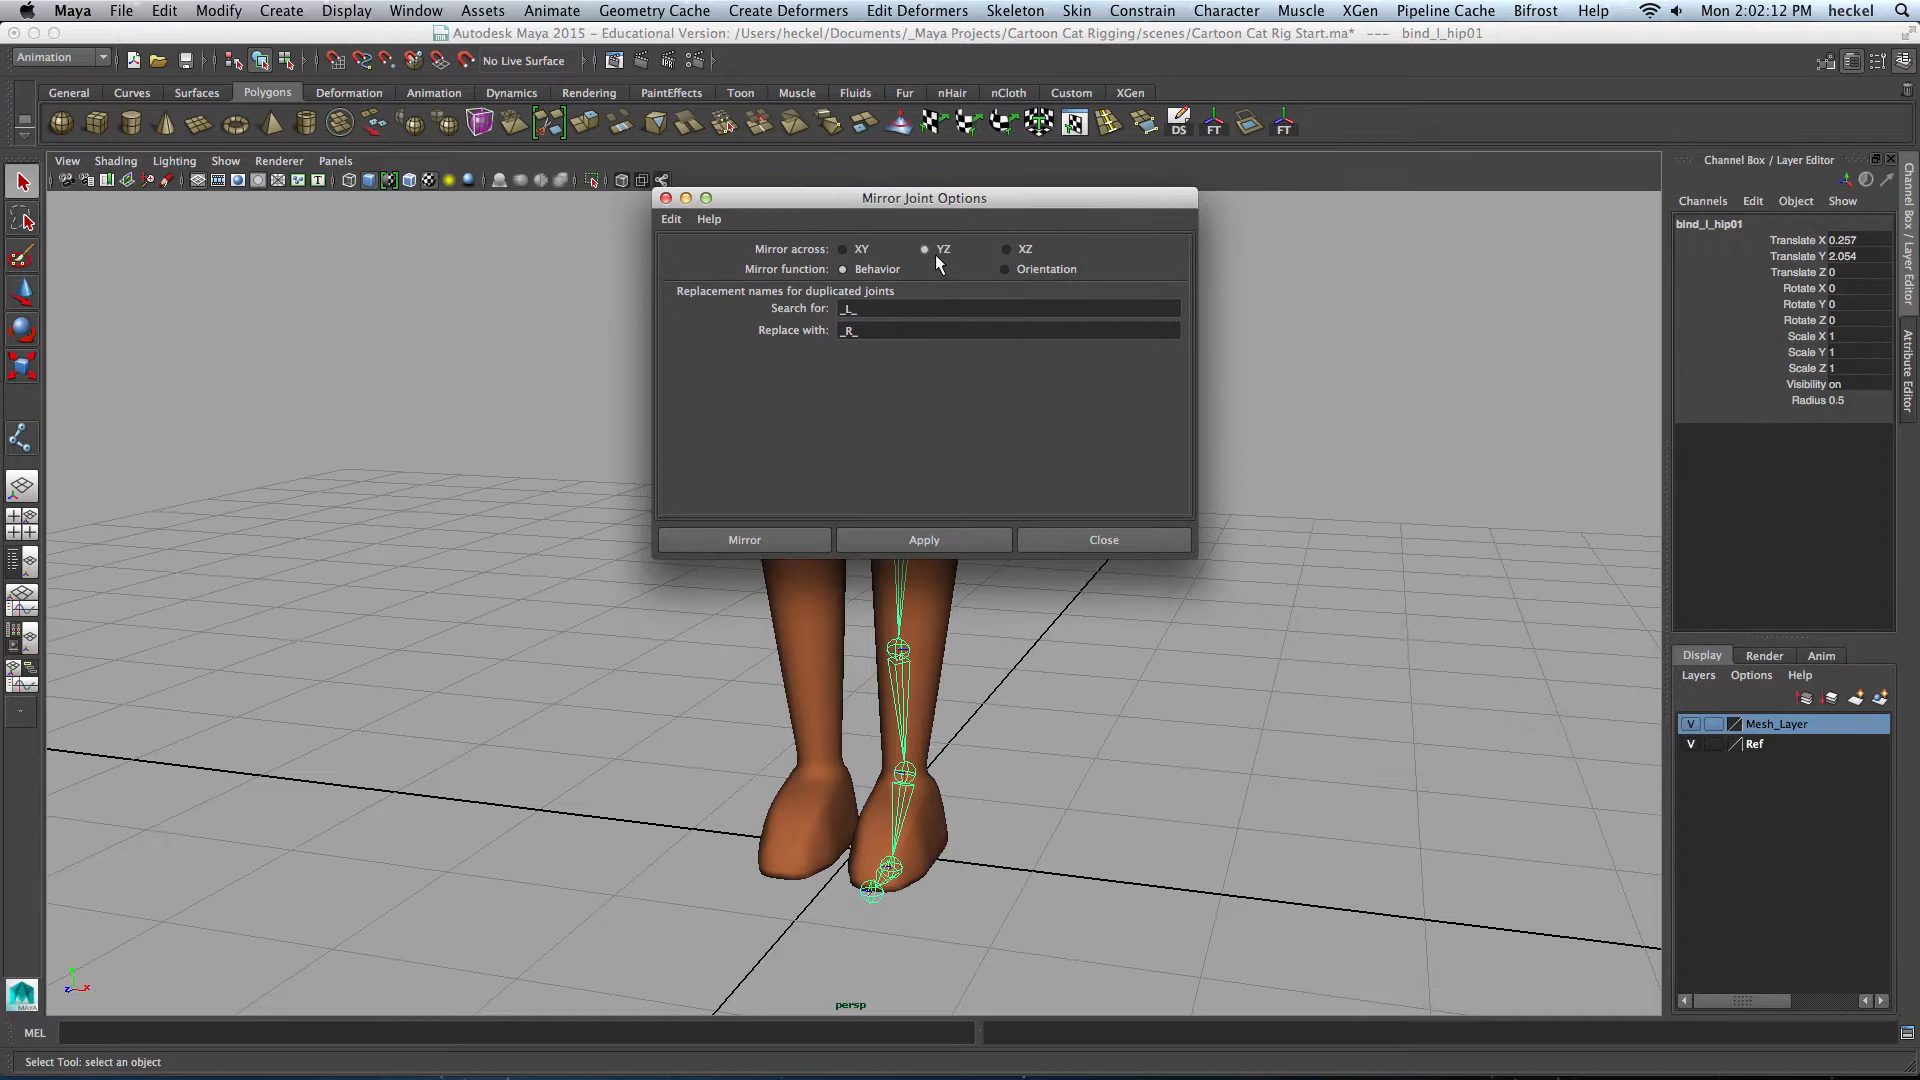 Maya File Edit Modify Create Display Window Assets Animate Geometry Cache Create Deformers Edit Deformers Skeleton Skin Constrain Character Muscle XGen Pipeline Cache Bifrost Help Mon 2:02:12 PM heckel
Autodesk Maya 2015 - Educational Version: /Users/heckel/Documents/_Maya Projects/Cartoon Cat Rigging/scenes/Cartoon Cat Rig Start.ma* --- bind_l_hip01
Animation No Live Surface
General Curves Surfaces Polygons Deformation Animation Dynamics Rendering PaintEffects Toon Muscle Fluids Fur nHair nCloth Custom XGen
DS FT FT
View Shading Lighting Show Renderer Panels
Mirror Joint Options
Edit Help
Mirror across: XY YZ XZ
Mirror function: Behavior Orientation
Replacement names for duplicated joints
Search for: _L_
Replace with: _R_
Mirror Apply Close
Channel Box / Layer Editor
Channels Edit Object Show
bind_l_hip01
Translate X 0.257
Translate Y 2.054
Translate Z 0
Rotate X 0
Rotate Y 0
Rotate Z 0
Scale X 1
Scale Y 1
Scale Z 1
Visibility on
Radius 0.5
Channel Box / Layer Editor
Attribute Editor
Display Render Anim
Layers Options Help
V Mesh_Layer
V Ref
T
MAYA
y
z x
persp
MEL
Select Tool: select an object